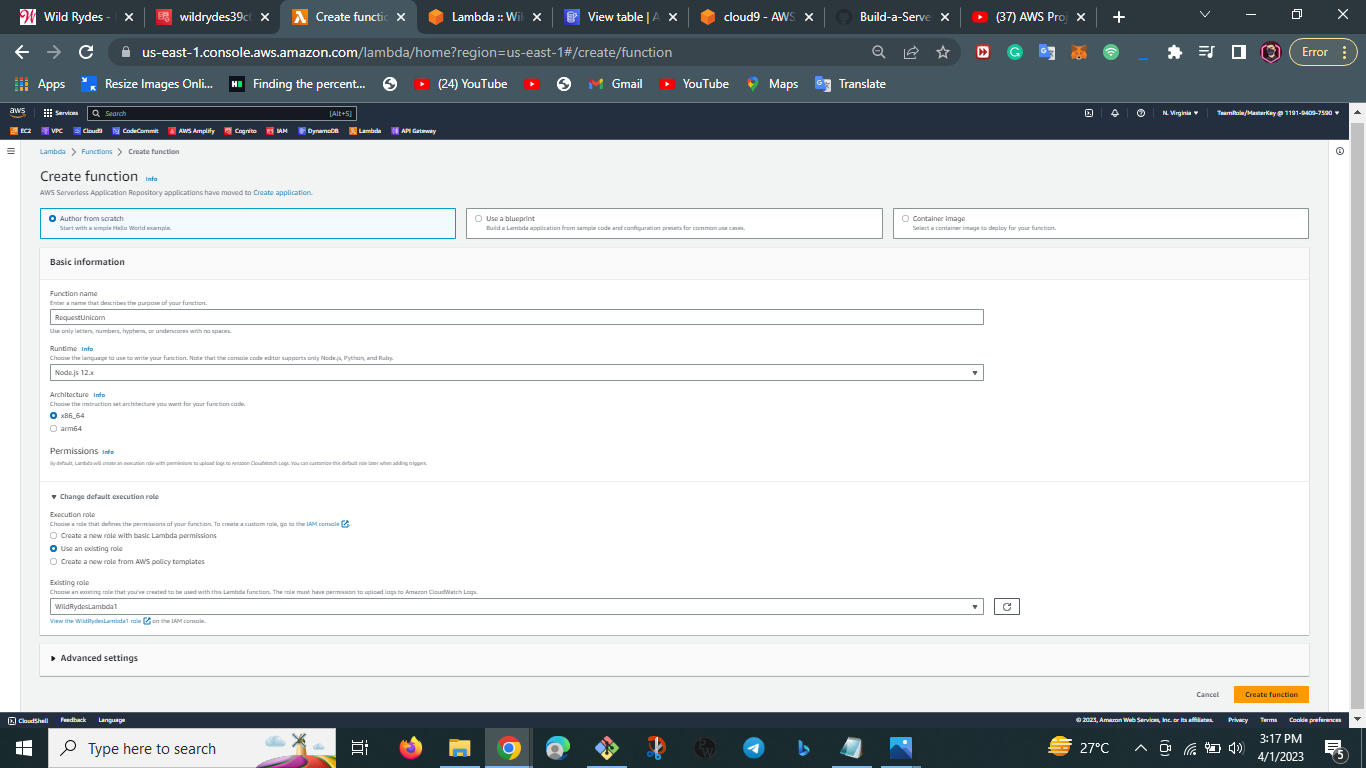 Wild Rydes -
wildrydes39c
Create functio
Lambda :: Wil
View table | A
cloud9 - AWS
Build-a-Serve
(37) AWS Proj
us-east-1.console.aws.amazon.com/lambda/home?region=us-east-1#/create/function
Error
Apps
Resize Images Onli...
Finding the percent...
(24) YouTube
Gmail
YouTube
Maps
Translate
aws
Services
Search
[Alt+S]
N. Virginia
TeamRole/MasterKey @ 1191-9409-7590
EC2
VPC
Cloud9
CodeCommit
AWS Amplify
Cognito
IAM
DynamoDB
Lambda
API Gateway
Lambda > Functions > Create function
Create function Info
AWS Serverless Application Repository applications have moved to Create application.
Author from scratch
Start with a simple Hello World example.
Use a blueprint
Build a Lambda application from sample code and configuration presets for common use cases.
Container image
Select a container image to deploy for your function.
Basic information
Function name
Enter a name that describes the purpose of your function.
RequestUnicorn
Use only letters, numbers, hyphens, or underscores with no spaces.
Runtime Info
Choose the language to use to write your function. Note that the console code editor supports only Node.js, Python, and Ruby.
Node.js 12.x
Architecture Info
Choose the instruction set architecture you want for your function code.
x86_64
arm64
Permissions Info
By default, Lambda will create an execution role with permissions to upload logs to Amazon CloudWatch Logs. You can customize this default role later when adding triggers.
Change default execution role
Execution role
Choose a role that defines the permissions of your function. To create a custom role, go to the IAM console.
Create a new role with basic Lambda permissions
Use an existing role
Create a new role from AWS policy templates
Existing role
Choose an existing role that you've created to be used with this Lambda function. The role must have permission to upload logs to Amazon CloudWatch Logs.
WildRydesLambda1
View the WildRydesLambda1 role on the IAM console.
Advanced settings
Cancel
Create function
CloudShell
Feedback
Language
© 2023, Amazon Web Services, Inc. or its affiliates.
Privacy
Terms
Cookie preferences
Type here to search
27°C
3:17 PM
4/1/2023
5